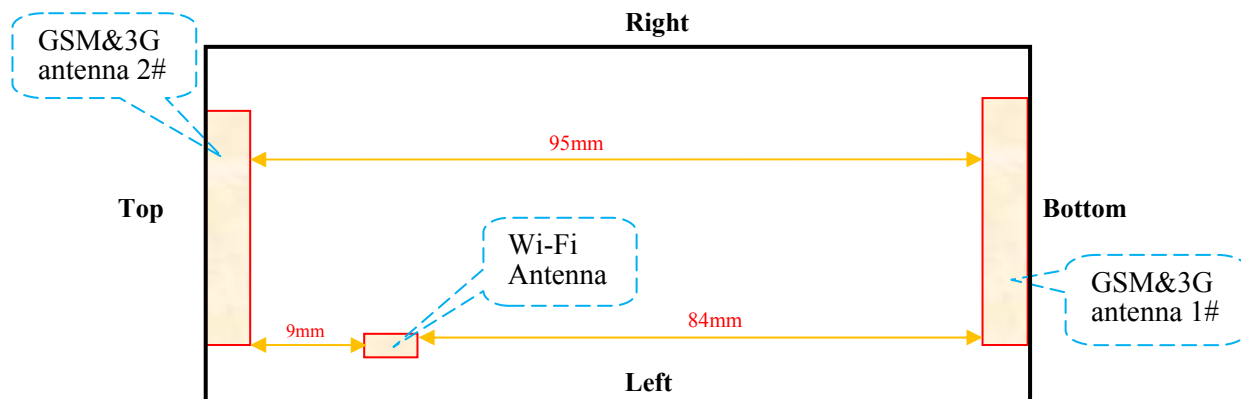 Right
GSM&3G
antenna 2#
95mm
Top
Bottom
Wi-Fi
Antenna
GSM&3G
antenna 1#
9mm
84mm
Left